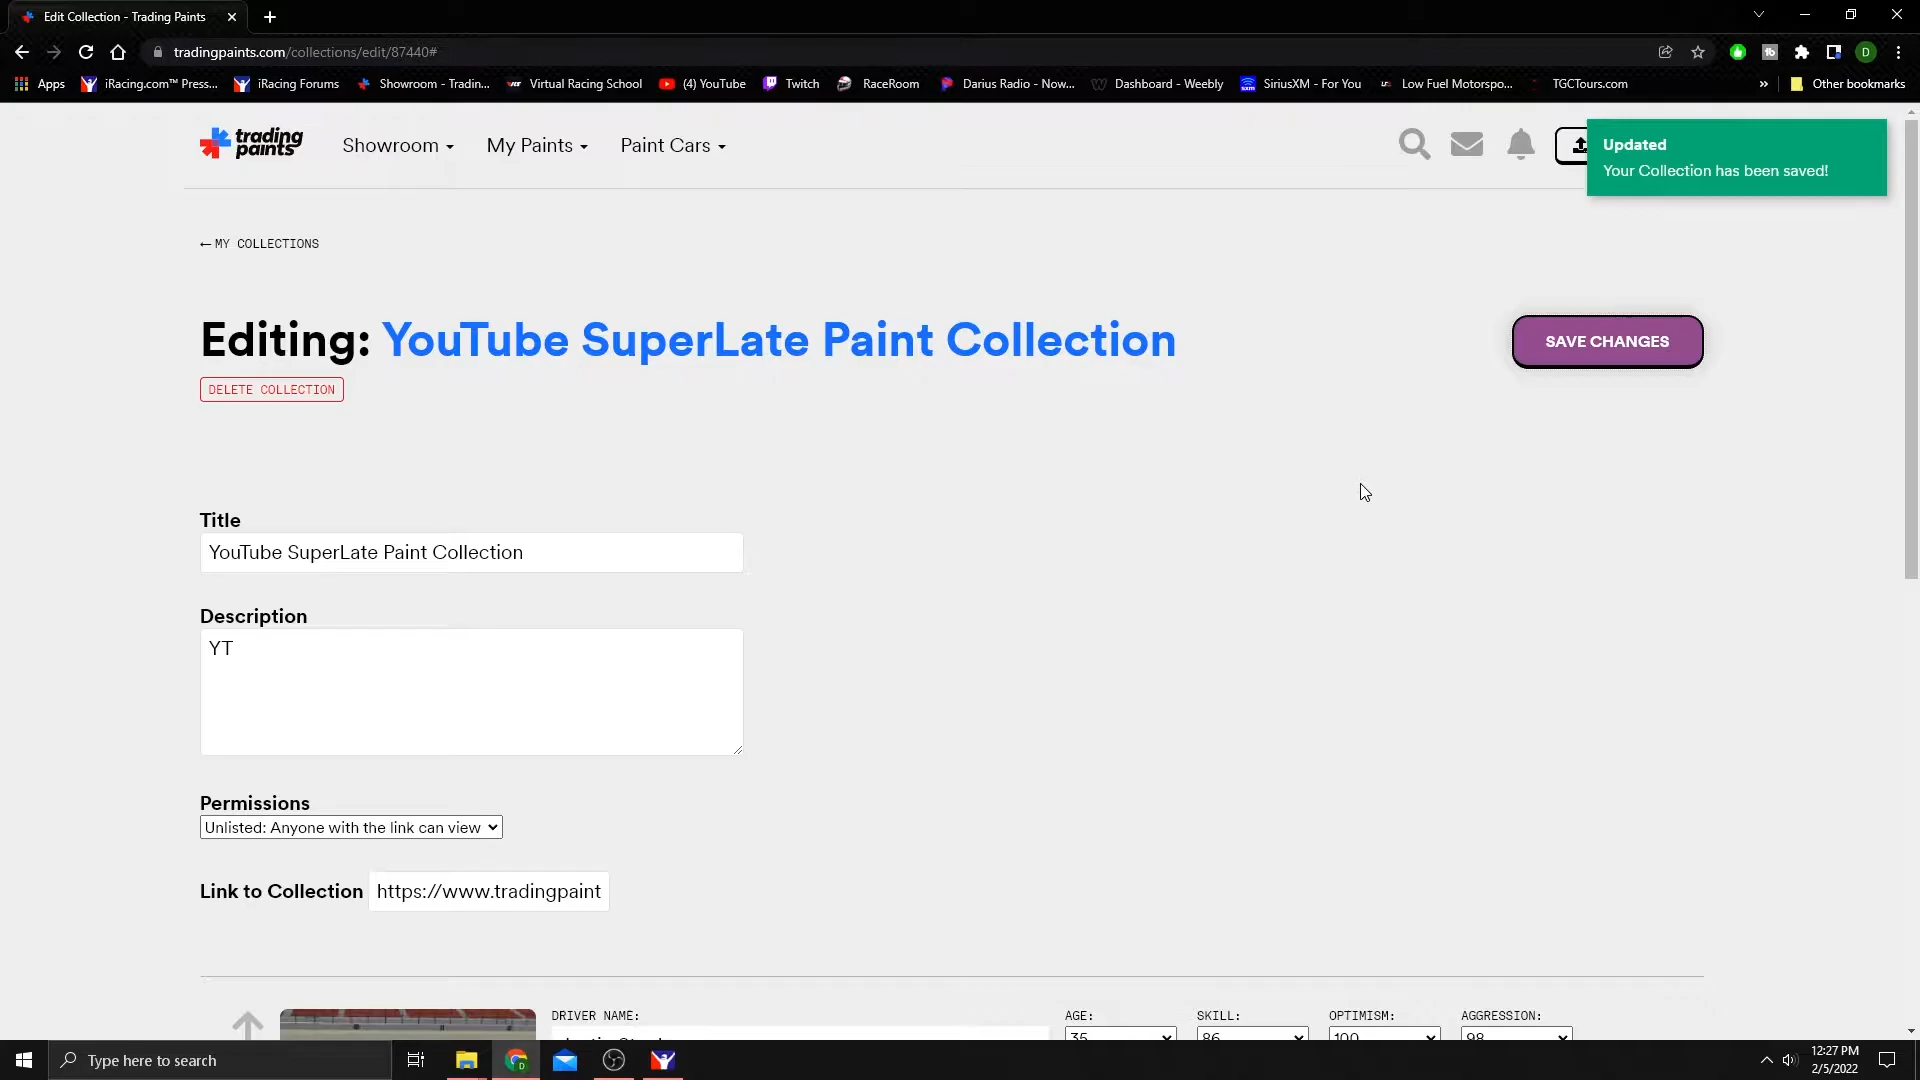 Edit Collection - Trading Paints
tradingpaints.com/collections/edit/87440#
Apps
iRacing.com™ Press...
iRacing Forums
Showroom - Tradin...
Virtual Racing School
(4) YouTube
Twitch
RaceRoom
Darius Radio - Now...
Dashboard - Weebly
SiriusXM - For You
Low Fuel Motorspo...
TGCTours.com
»
Other bookmarks
trading paints
Showroom
My Paints
Paint Cars
Updated
Your Collection has been saved!
← MY COLLECTIONS
Editing: YouTube SuperLate Paint Collection
SAVE CHANGES
DELETE COLLECTION
Title
YouTube SuperLate Paint Collection
Description
YT
Permissions
Unlisted: Anyone with the link can view
Link to Collection https://www.tradingpaint
DRIVER NAME:
AGE:
SKILL:
OPTIMISM:
AGGRESSION:
35
86
100
98
Type here to search
12:27 PM
2/5/2022